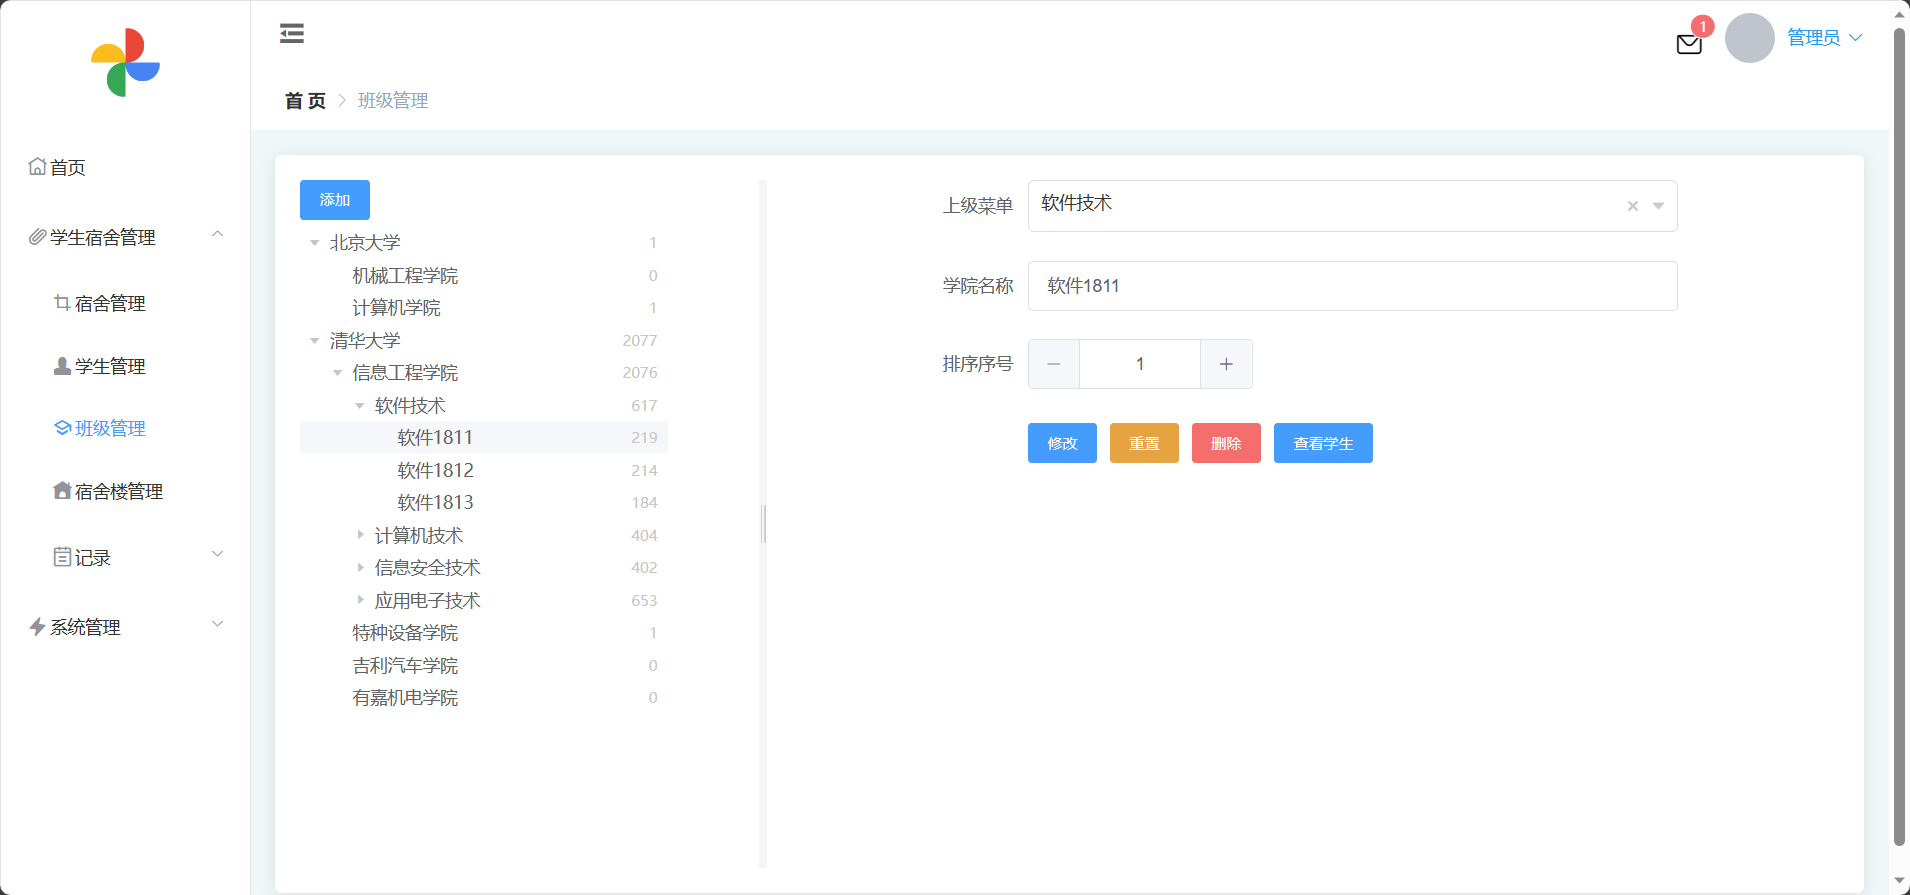 1
管理员
首 页 > 班级管理
首页
学生宿舍管理
宿舍管理
学生管理
班级管理
宿舍楼管理
记录
系统管理
添加
北京大学 1
机械工程学院 0
计算机学院 1
清华大学 2077
信息工程学院 2076
软件技术 617
软件1811 219
软件1812 214
软件1813 184
计算机技术 404
信息安全技术 402
应用电子技术 653
特种设备学院 1
吉利汽车学院 0
有嘉机电学院 0
上级菜单 软件技术
学院名称 软件1811
排序序号 － 1 +
修改 重置 删除 查看学生